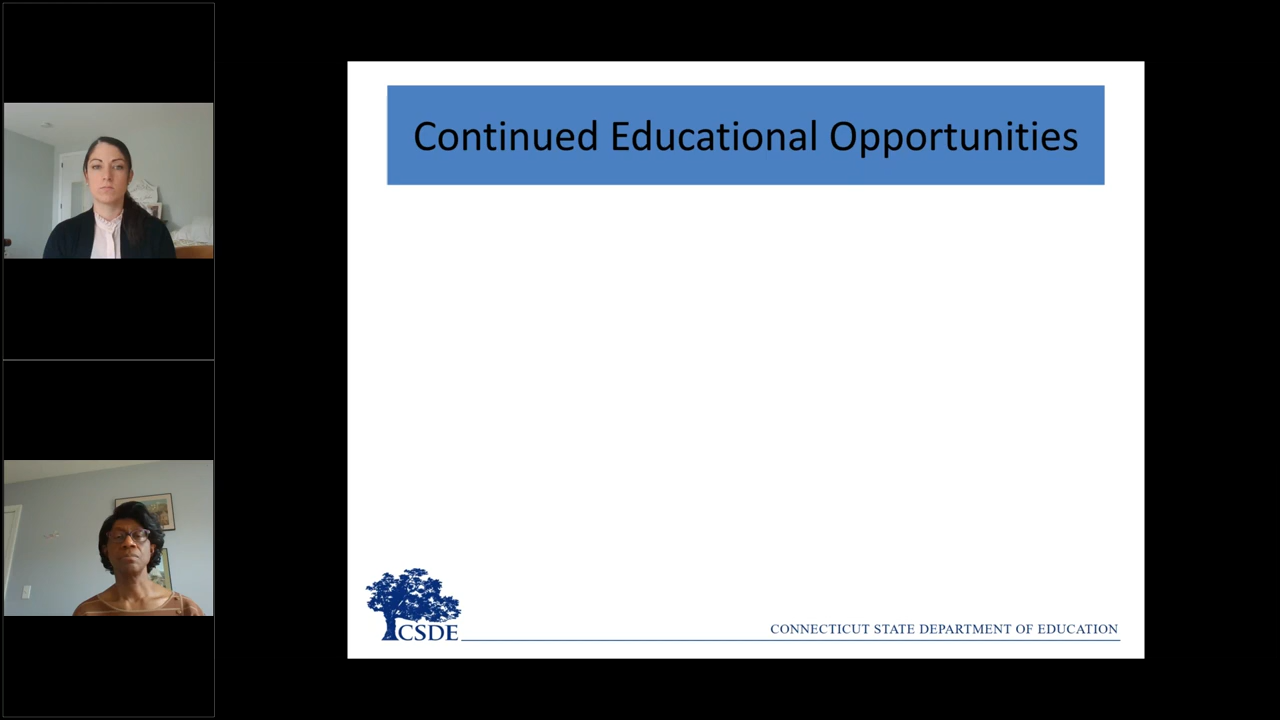 Continued Educational Opportunities
CSDE
CONNECTICUT STATE DEPARTMENT OF EDUCATION